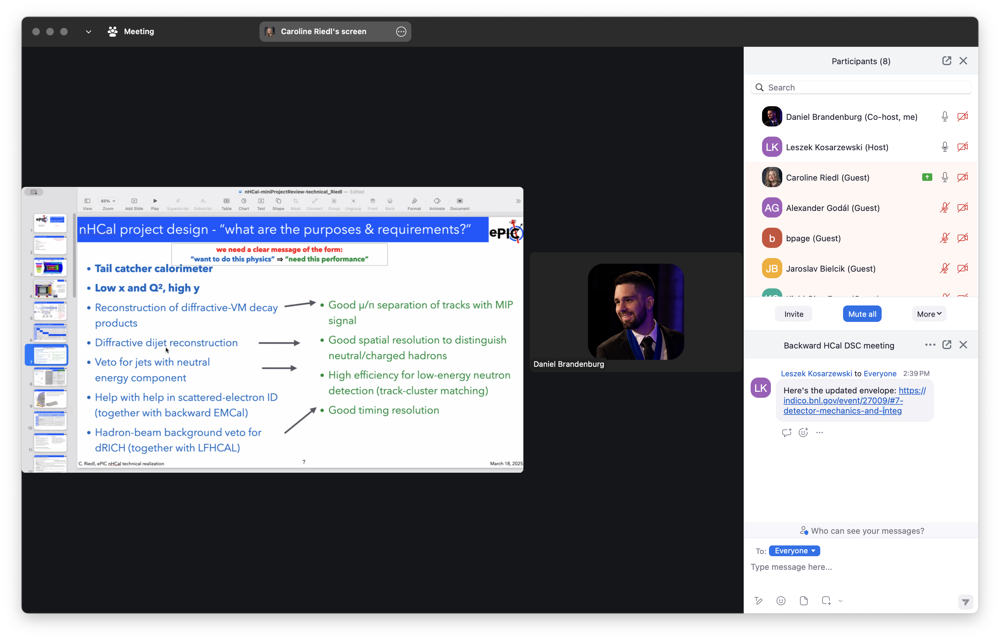 Meeting
Caroline Riedl's screen
nHCal-miniProjectReview-technical_Riedl — Edited
65%
View
Zoom
Add Slide
Play
Superscript
Subscript
Table
Chart
Text
Shape
Mask
Connect
Group
Ungroup
Front
Back
Format
Animate
Document
1
2
3
4
5
6
7
8
9
10
11
12
nHCal project design - “what are the purposes & requirements?”
ePIC
we need a clear message of the form:
“want to do this physics” ⇒ “need this performance”
• Tail catcher calorimeter
• Low x and Q², high y
• Reconstruction of diffractive-VM decay
products
• Diffractive dijet reconstruction
• Veto for jets with neutral
energy component
• Help with help in scattered-electron ID
(together with backward EMCal)
• Hadron-beam background veto for
dRICH (together with LFHCAL)
• Good μ/π separation of tracks with MIP
signal
• Good spatial resolution to distinguish
neutral/charged hadrons
• High efficiency for low-energy neutron
detection (track-cluster matching)
• Good timing resolution
C. Riedl, ePIC nHCal technical realization
7
March 18, 2025
Daniel Brandenburg
Participants (8)
Search
Daniel Brandenburg (Co-host, me)
LK
Leszek Kosarzewski (Host)
Caroline Riedl (Guest)
AG
Alexander Godál (Guest)
b
bpage (Guest)
JB
Jaroslav Bielcik (Guest)
Invite
Mute all
More
Backward HCal DSC meeting
Leszek Kosarzewski to Everyone 2:39 PM
LK
Here's the updated envelope: https://
indico.bnl.gov/event/27009/#7-
detector-mechanics-and-integ
Who can see your messages?
To: Everyone
Type message here...